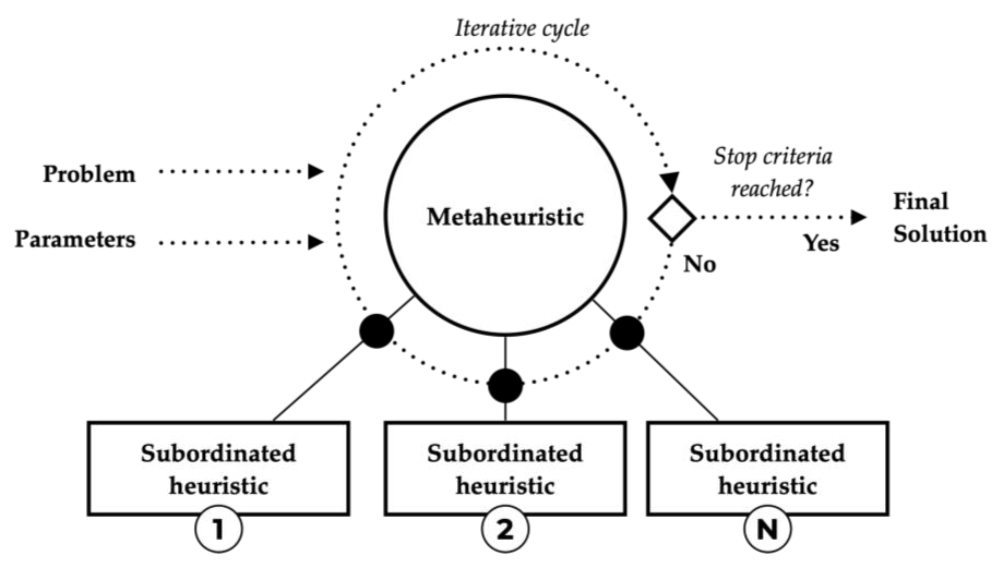 Iterative cycle
Stop criteria
reached?
Problem
Final
Solution
Metaheuristic
Parameters
Yes
No
Subordinated
heuristic
1
Subordinated
heuristic
2
Subordinated
heuristic
N